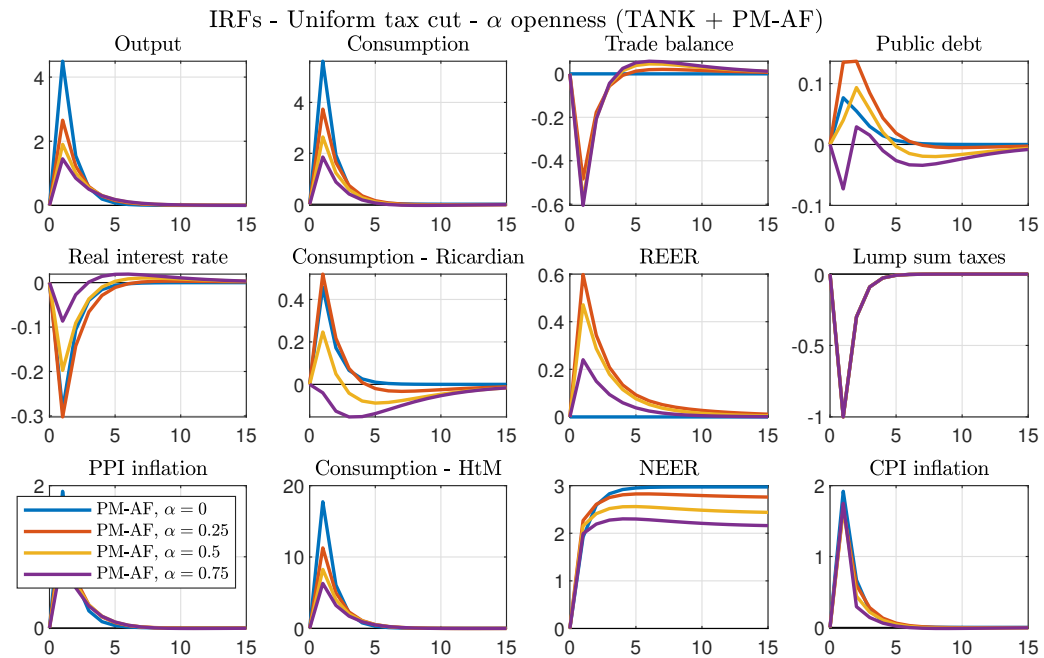 IRFs - Uniform tax cut - α openness (TANK + PM-AF)
Output
Consumption
Trade balance
Public debt
4
2
0
0 5 10 15
4
2
0
0 5 10 15
0
-0.2
-0.4
-0.6
0 5 10 15
0.1
0
-0.1
0 5 10 15
Real interest rate
Consumption - Ricardian
REER
Lump sum taxes
0
-0.1
-0.2
-0.3
0 5 10 15
0.4
0.2
0
0 5 10 15
0.6
0.4
0.2
0
0 5 10 15
0
-0.5
-1
0 5 10 15
PPI inflation
Consumption - HtM
NEER
CPI inflation
2
0
0 5 10 15
PM-AF, α = 0
PM-AF, α = 0.25
PM-AF, α = 0.5
PM-AF, α = 0.75
20
10
0
0 5 10 15
3
2
1
0
0 5 10 15
2
1
0
0 5 10 15